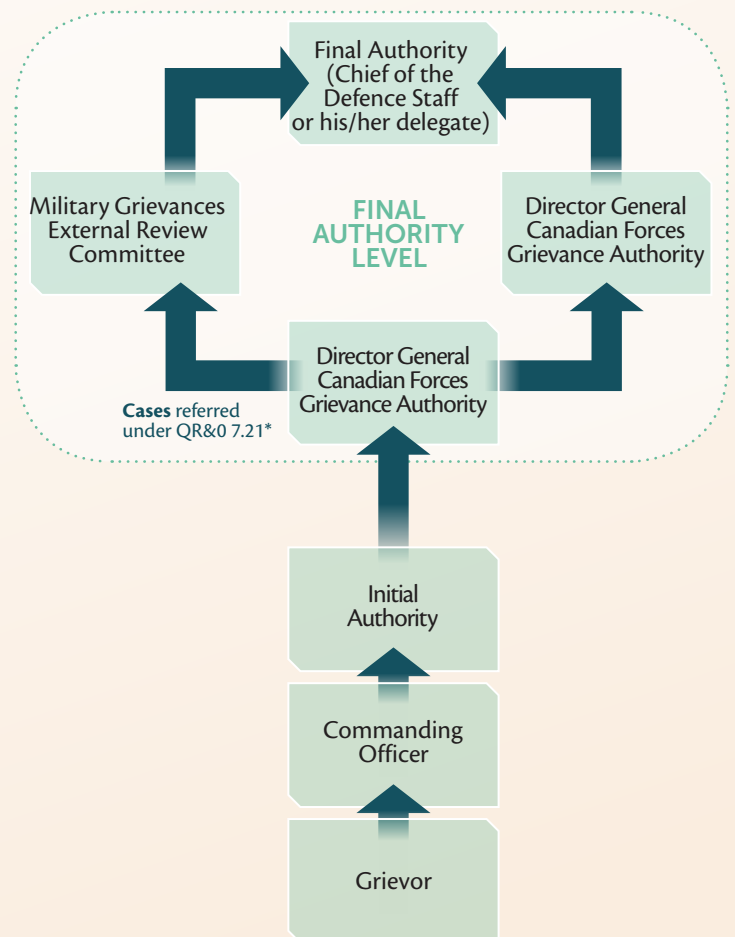 Final Authority
(Chief of the
Defence Staff
or his/her delegate)
Military Grievances
External Review
Committee
FINAL
AUTHORITY
LEVEL
Director General
Canadian Forces
Grievance Authority
Director General
Canadian Forces
Grievance Authority
Cases referred
under QR&0 7.21*
Initial
Authority
Commanding
Officer
Grievor